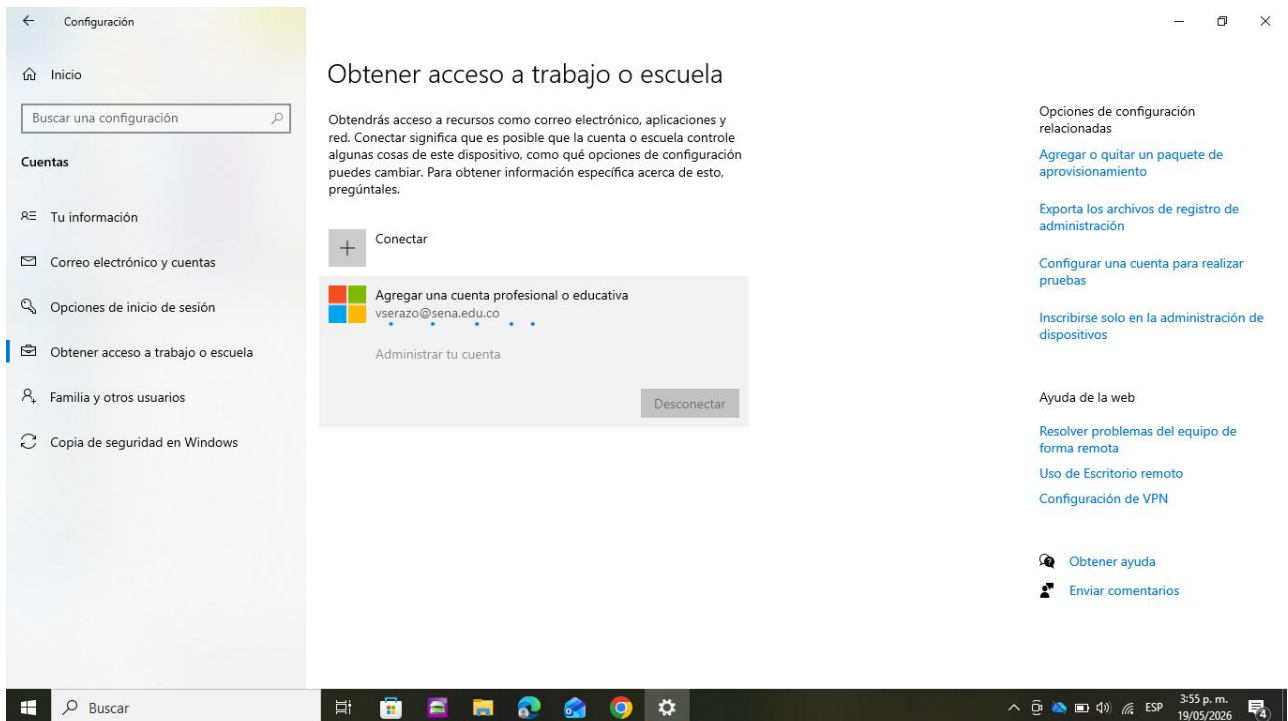 Configuración
Inicio
Buscar una configuración
Cuentas
Tu información
Correo electrónico y cuentas
Opciones de inicio de sesión
Obtener acceso a trabajo o escuela
Familia y otros usuarios
Copia de seguridad en Windows
Obtener acceso a trabajo o escuela
Obtendrás acceso a recursos como correo electrónico, aplicaciones y
red. Conectar significa que es posible que la cuenta o escuela controle
algunas cosas de este dispositivo, como qué opciones de configuración
puedes cambiar. Para obtener información específica acerca de esto,
pregúntales.
Conectar
Agregar una cuenta profesional o educativa
vserazo@sena.edu.co
Administrar tu cuenta
Desconectar
Opciones de configuración
relacionadas
Agregar o quitar un paquete de
aprovisionamiento
Exporta los archivos de registro de
administración
Configurar una cuenta para realizar
pruebas
Inscribirse solo en la administración de
dispositivos
Ayuda de la web
Resolver problemas del equipo de
forma remota
Uso de Escritorio remoto
Configuración de VPN
Obtener ayuda
Enviar comentarios
Buscar
ESP
3:55 p. m.
19/05/2026
4